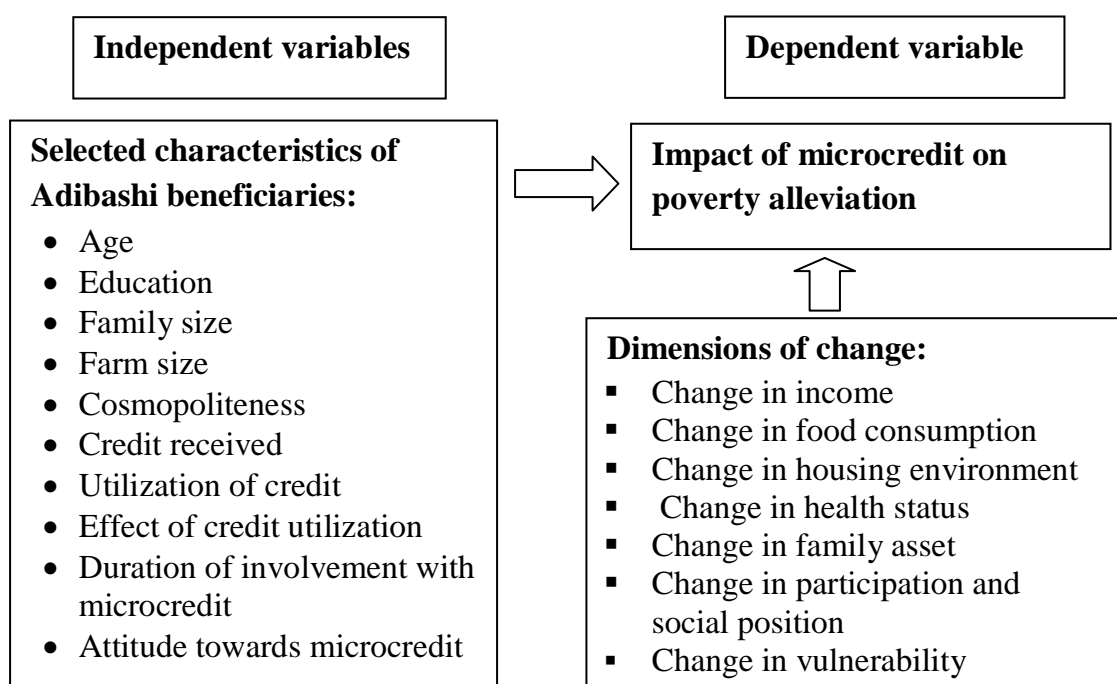 Independent variables
Dependent variable
Selected characteristics of
Adibashi beneficiaries:
• Age
• Education
• Family size
• Farm size
• Cosmopoliteness
• Credit received
• Utilization of credit
• Effect of credit utilization
• Duration of involvement with
microcredit
• Attitude towards microcredit
Impact of microcredit on
poverty alleviation
Dimensions of change:
▪ Change in income
▪ Change in food consumption
▪ Change in housing environment
▪ Change in health status
▪ Change in family asset
▪ Change in participation and
social position
▪ Change in vulnerability